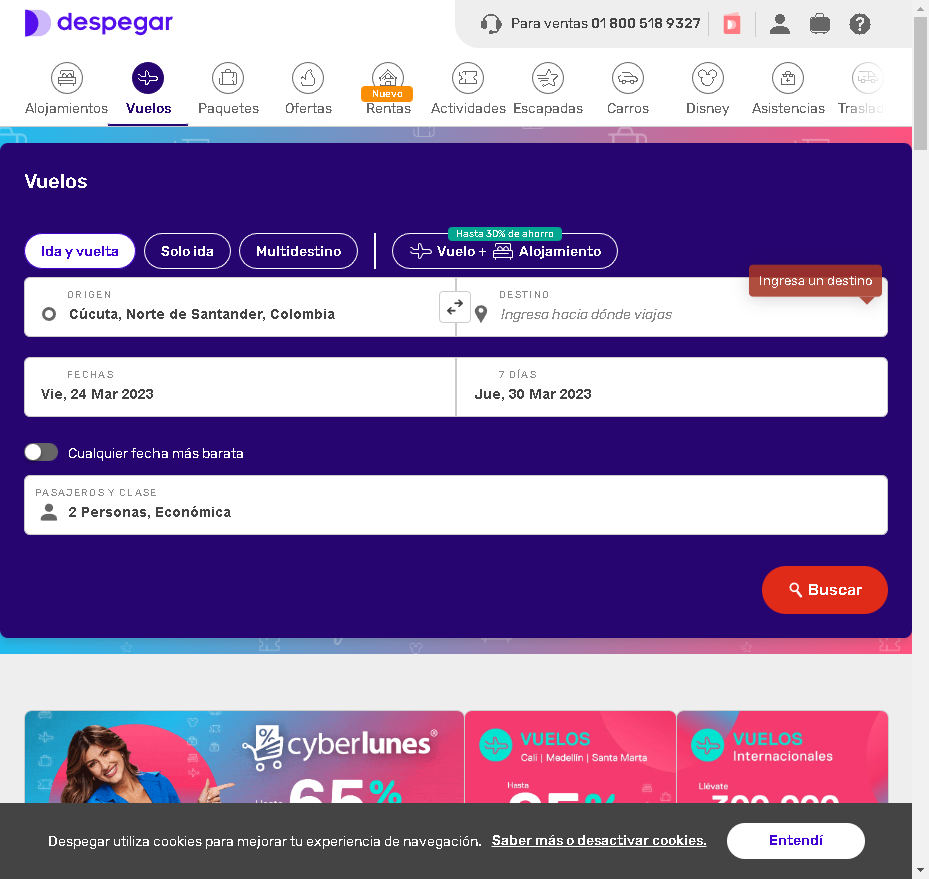 despegar
Para ventas 01 800 518 9327
Alojamientos
Vuelos
Paquetes
Ofertas
Nuevo
Rentas
Actividades
Escapadas
Carros
Disney
Asistencias
Traslad
Vuelos
Ida y vuelta
Solo ida
Multidestino
Hasta 30% de ahorro
Vuelo + Alojamiento
Ingresa un destino
ORIGEN
Cúcuta, Norte de Santander, Colombia
DESTINO
Ingresa hacia dónde viajas
FECHAS
Vie, 24 Mar 2023
7 DÍAS
Jue, 30 Mar 2023
Cualquier fecha más barata
PASAJEROS Y CLASE
2 Personas, Económica
Buscar
cyberlunes®
Hasta 65%
VUELOS
Cali | Medellín | Santa Marta
Hasta
VUELOS
Internacionales
Llévate
300.000
Despegar utiliza cookies para mejorar tu experiencia de navegación. Saber más o desactivar cookies.
Entendí